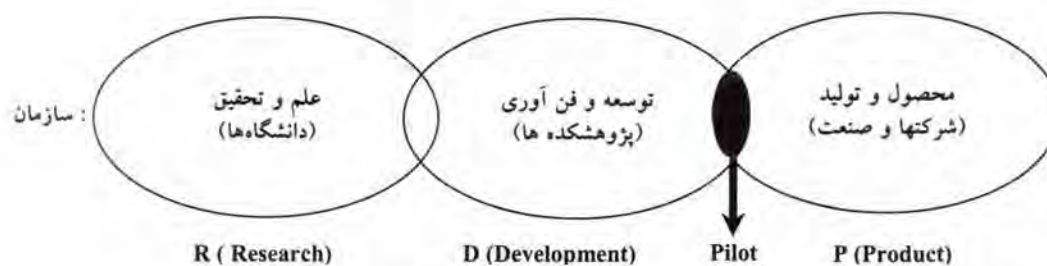 سازمان :
علم و تحقیق
(دانشگاه‌ها)
توسعه و فن آوری
(پژوهشکده ها)
محصول و تولید
(شرکتها و صنعت)
R ( Research)
D (Development)
Pilot
P (Product)